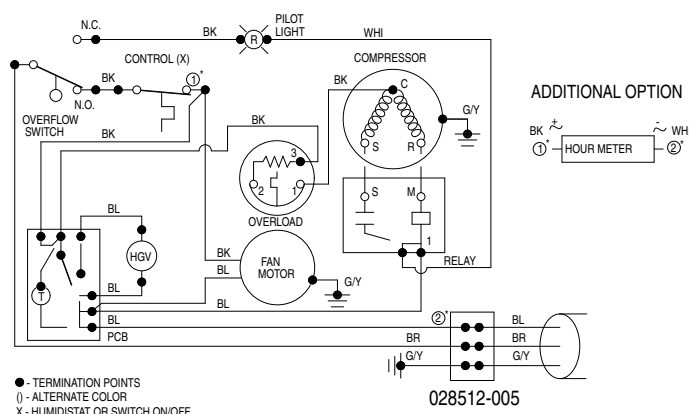 N.C.
BK
R
PILOT
LIGHT
WHI
CONTROL (X)
COMPRESSOR
BK
N.O.
1*
BK
C
G/Y
S
R
OVERFLOW
SWITCH
BK
BK
3
2
1
OVERLOAD
S
M
1
RELAY
BL
HGV
BK
BL
FAN
MOTOR
G/Y
T
BL
BL
BL
PCB
2*
BL
BR
BR
G/Y
G/Y
028512-005
ADDITIONAL OPTION
BK + ~
- ~ WH
1* HOUR METER 2*
● - TERMINATION POINTS
() - ALTERNATE COLOR
X - HUMIDISTAT OR SWITCH ON/OFF